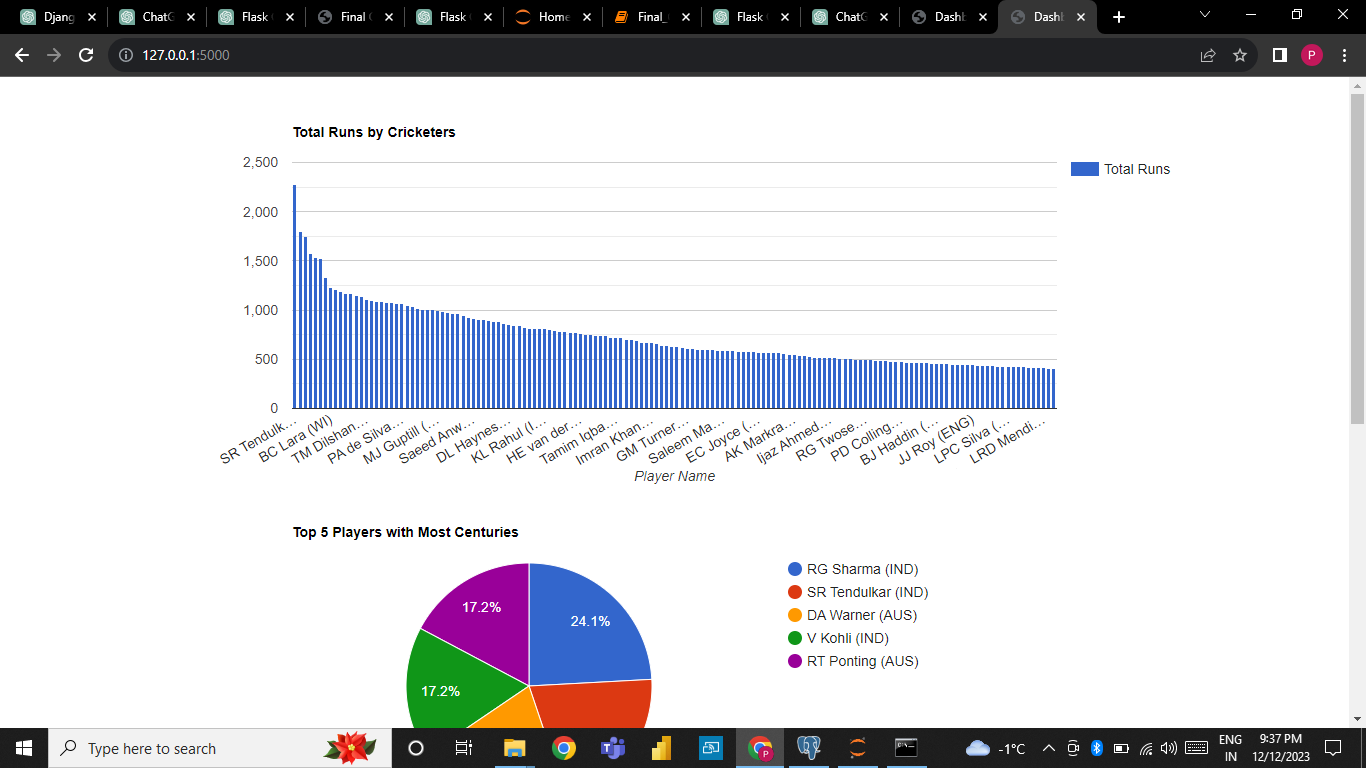 Djang
ChatG
Flask
Final
Flask
Home
Final_
Flask
ChatG
Dashb
Dashb
127.0.0.1:5000
P
Total Runs by Cricketers
2,500
2,000
1,500
1,000
500
0
Total Runs
SR Tendulk...
BC Lara (WI)
TM Dilshan...
PA de Silva...
MJ Guptill (...
Saeed Anw...
DL Haynes...
KL Rahul (I...
HE van der...
Tamim Iqba...
Imran Khan...
GM Turner...
Saleem Ma...
EC Joyce (...
AK Markra...
Ijaz Ahmed...
RG Twose...
PD Colling...
BJ Haddin (...
JJ Roy (ENG)
LPC Silva (...
LRD Mendi...
Player Name
Top 5 Players with Most Centuries
17.2%
24.1%
17.2%
RG Sharma (IND)
SR Tendulkar (IND)
DA Warner (AUS)
V Kohli (IND)
RT Ponting (AUS)
Type here to search
-1°C
ENG
IN
9:37 PM
12/12/2023